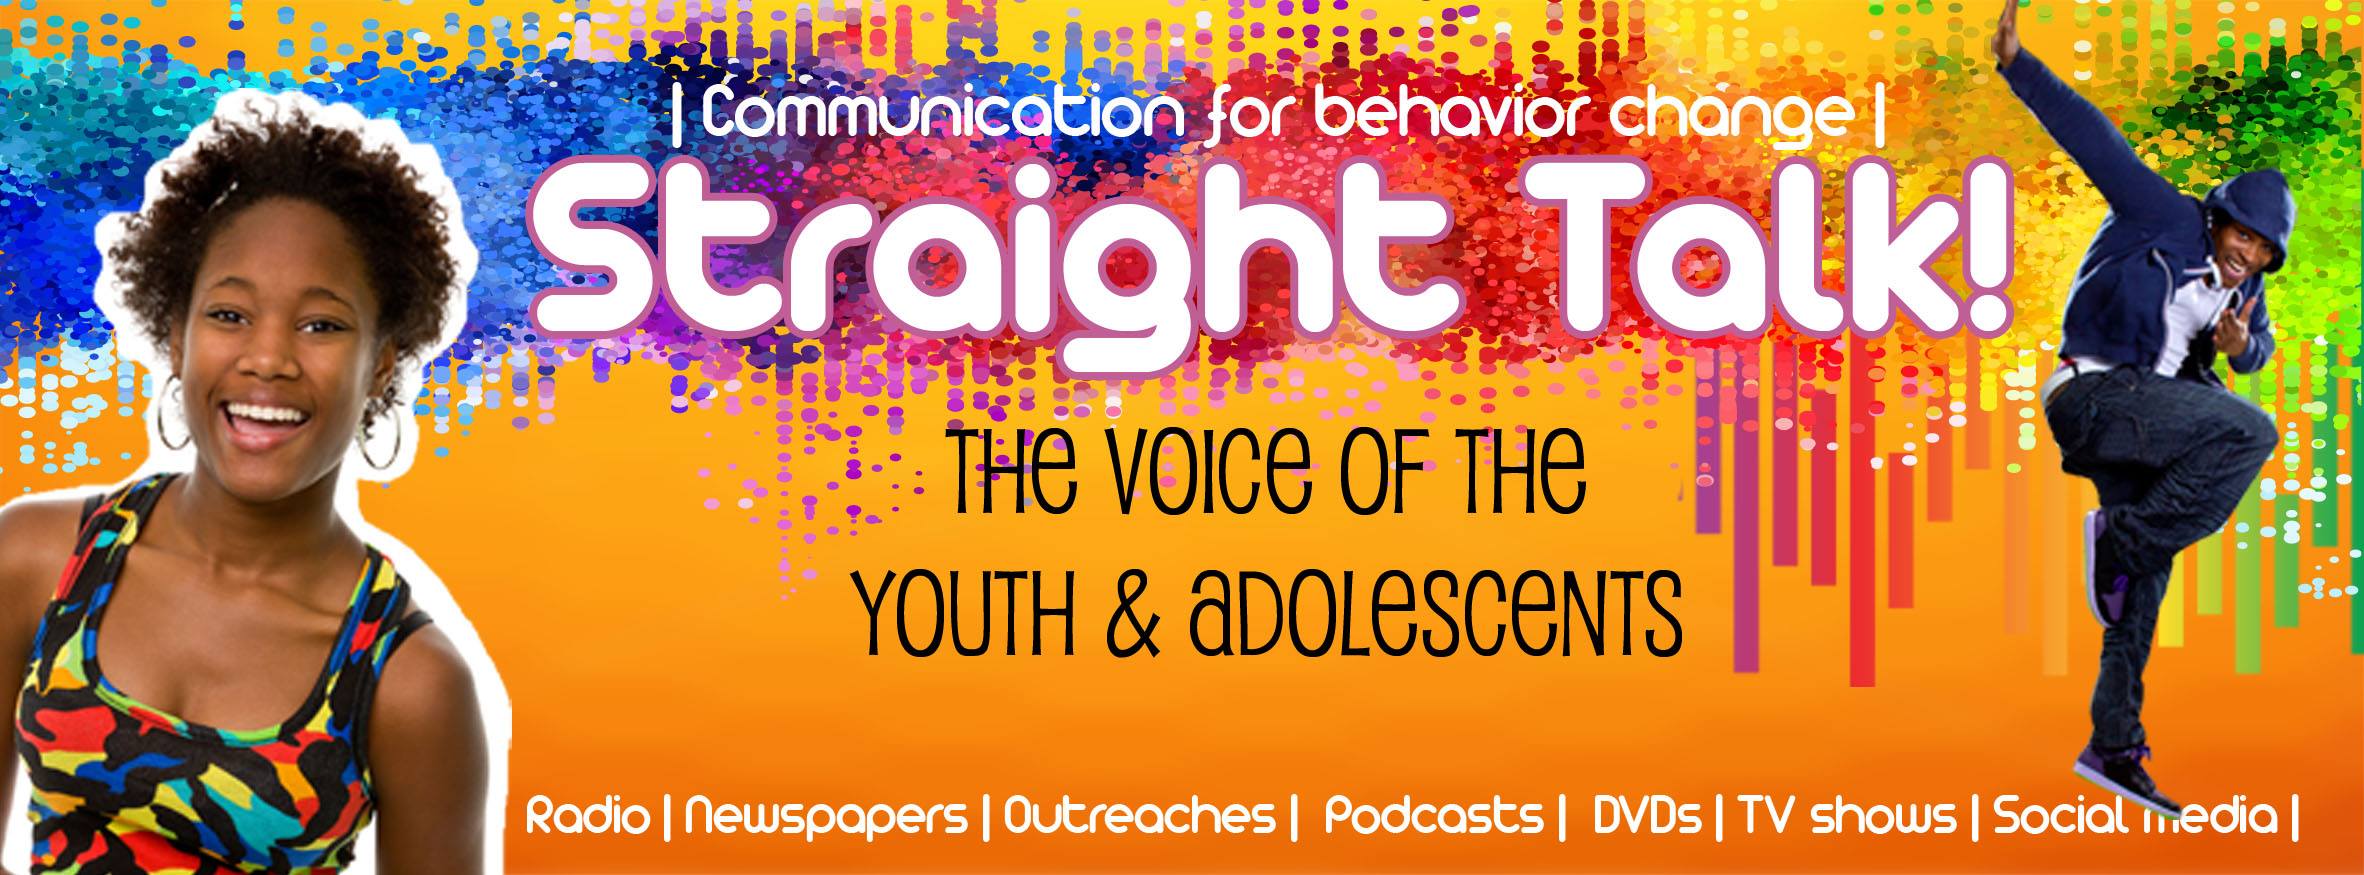 | Communication for behavior change |
Straight Talk!
THE VOICE OF THE
YOUTH & ADOLESCENTS
Radio | Newspapers | Outreaches | Podcasts | DVDs | TV shows | Social media |